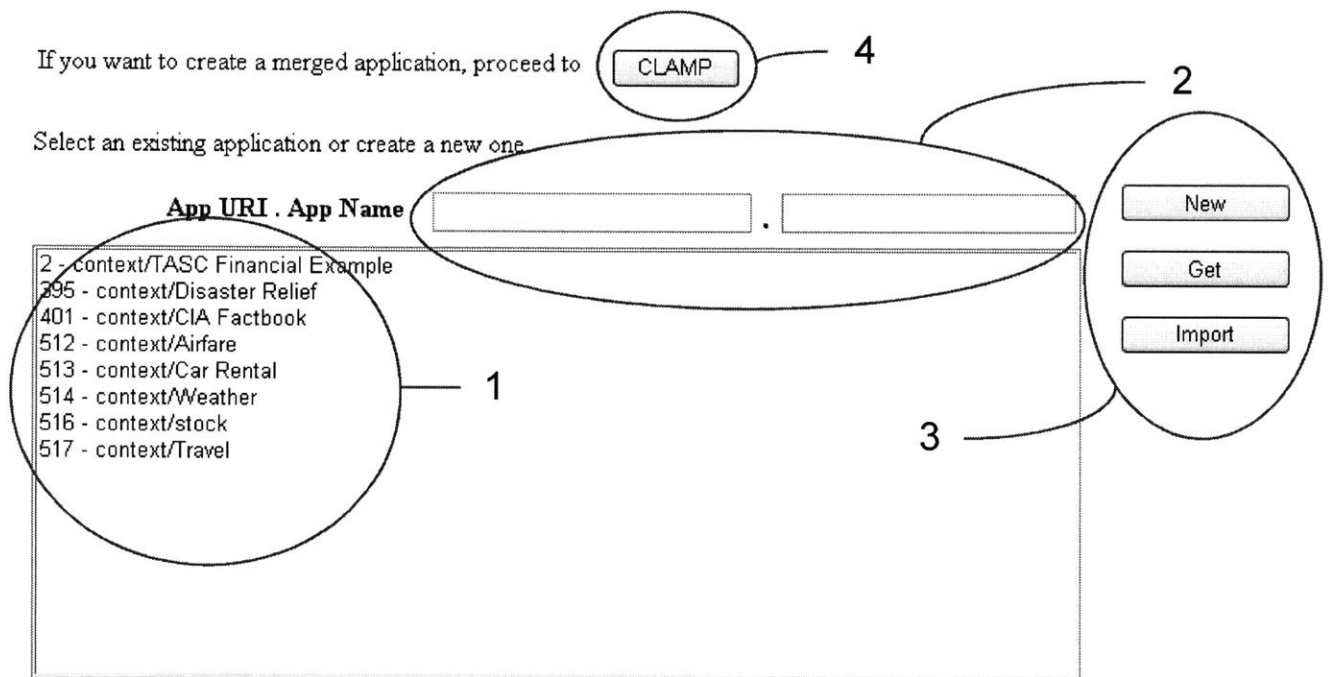 If you want to create a merged application, proceed to CLAMP 4
2
Select an existing application or create a new one
App URI . App Name .
New
2 - context/TASC Financial Example
395 - context/Disaster Relief
Get
401 - context/CIA Factbook
512 - context/Airfare
Import
513 - context/Car Rental
514 - context/Weather
1
516 - context/stock
517 - context/Travel
3